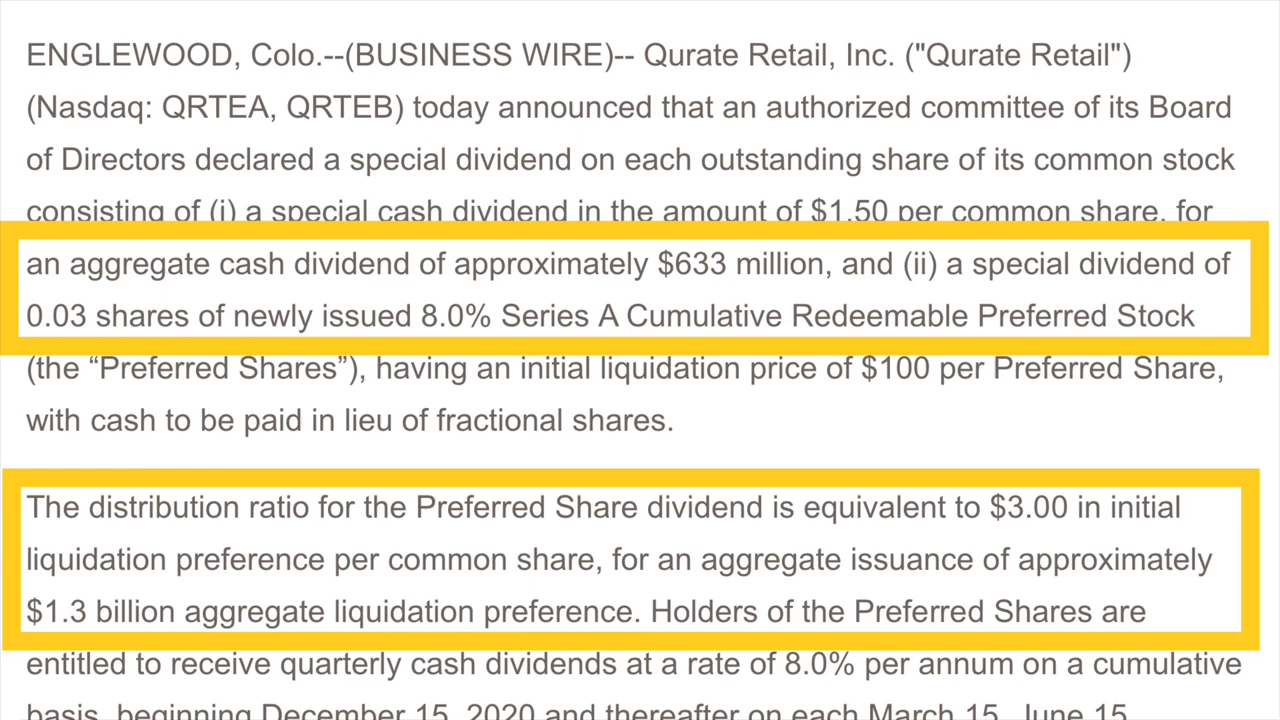 ENGLEWOOD, Colo.--(BUSINESS WIRE)-- Qurate Retail, Inc. ("Qurate Retail")
(Nasdaq: QRTEA, QRTEB) today announced that an authorized committee of its Board
of Directors declared a special dividend on each outstanding share of its common stock
consisting of (i) a special cash dividend in the amount of $1.50 per common share, for
an aggregate cash dividend of approximately $633 million, and (ii) a special dividend of
0.03 shares of newly issued 8.0% Series A Cumulative Redeemable Preferred Stock
(the “Preferred Shares”), having an initial liquidation price of $100 per Preferred Share,
with cash to be paid in lieu of fractional shares.
The distribution ratio for the Preferred Share dividend is equivalent to $3.00 in initial
liquidation preference per common share, for an aggregate issuance of approximately
$1.3 billion aggregate liquidation preference. Holders of the Preferred Shares are
entitled to receive quarterly cash dividends at a rate of 8.0% per annum on a cumulative
basis, beginning December 15, 2020 and thereafter on each March 15, June 15,